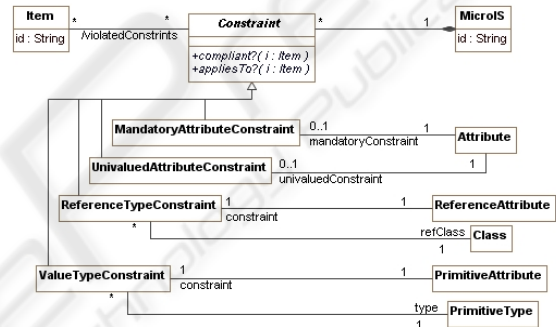 Item
id : String
*
/violatedConstrints
*
Constraint
+compliant?( i : Item )
+appliesTo?( i : Item )
*
1
MicroIS
id : String
MandatoryAttributeConstraint
0..1
mandatoryConstraint
1
Attribute
UnivaluedAttributeConstraint
0..1
univaluedConstraint
1
ReferenceTypeConstraint
1
constraint
1
ReferenceAttribute
*
refClass
1
Class
ValueTypeConstraint
1
constraint
1
PrimitiveAttribute
*
type
1
PrimitiveType